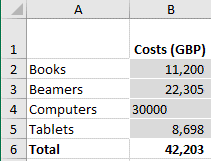 A B
1 Costs (GBP)
2 Books 11,200
3 Beamers 22,305
4 Computers 30000
5 Tablets 8,698
6 Total 42,203